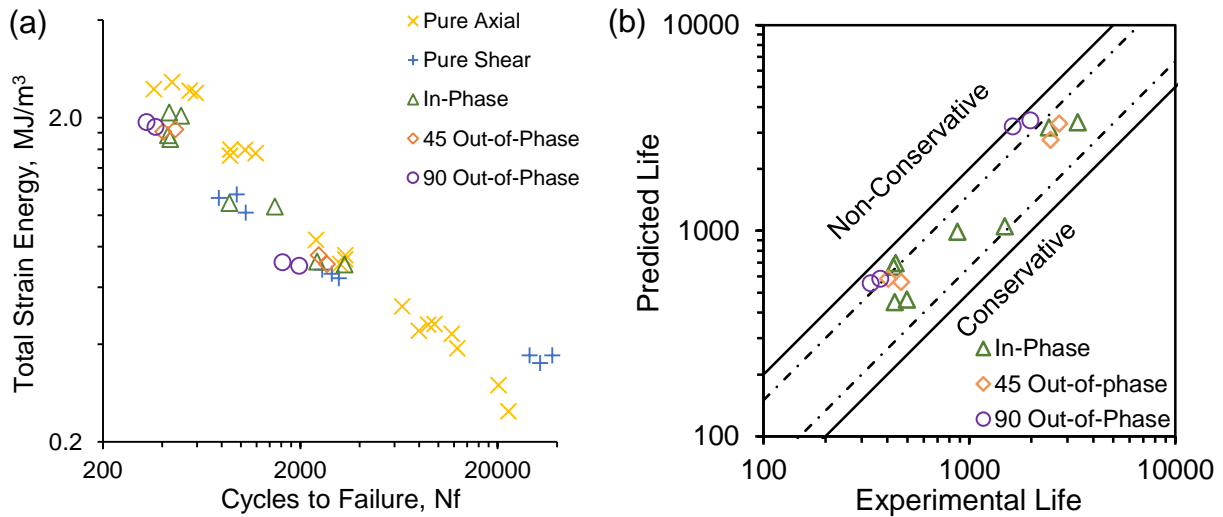 (a)
Total Strain Energy, MJ/m³
2.0
0.2
200
2000
20000
Cycles to Failure, Nf
Pure Axial
Pure Shear
In-Phase
45 Out-of-Phase
90 Out-of-Phase
(b)
Predicted Life
10000
1000
100
100
1000
10000
Experimental Life
Non-Conservative
Conservative
In-Phase
45 Out-of-phase
90 Out-of-Phase